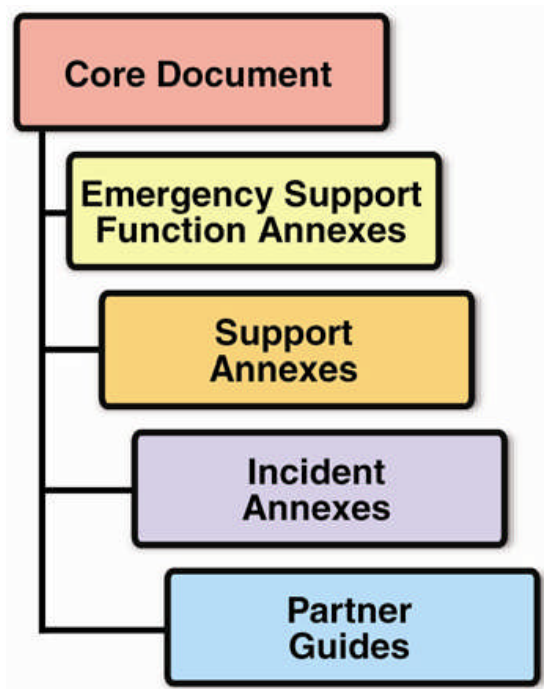 Core Document
Emergency Support
Function Annexes
Support
Annexes
Incident
Annexes
Partner
Guides